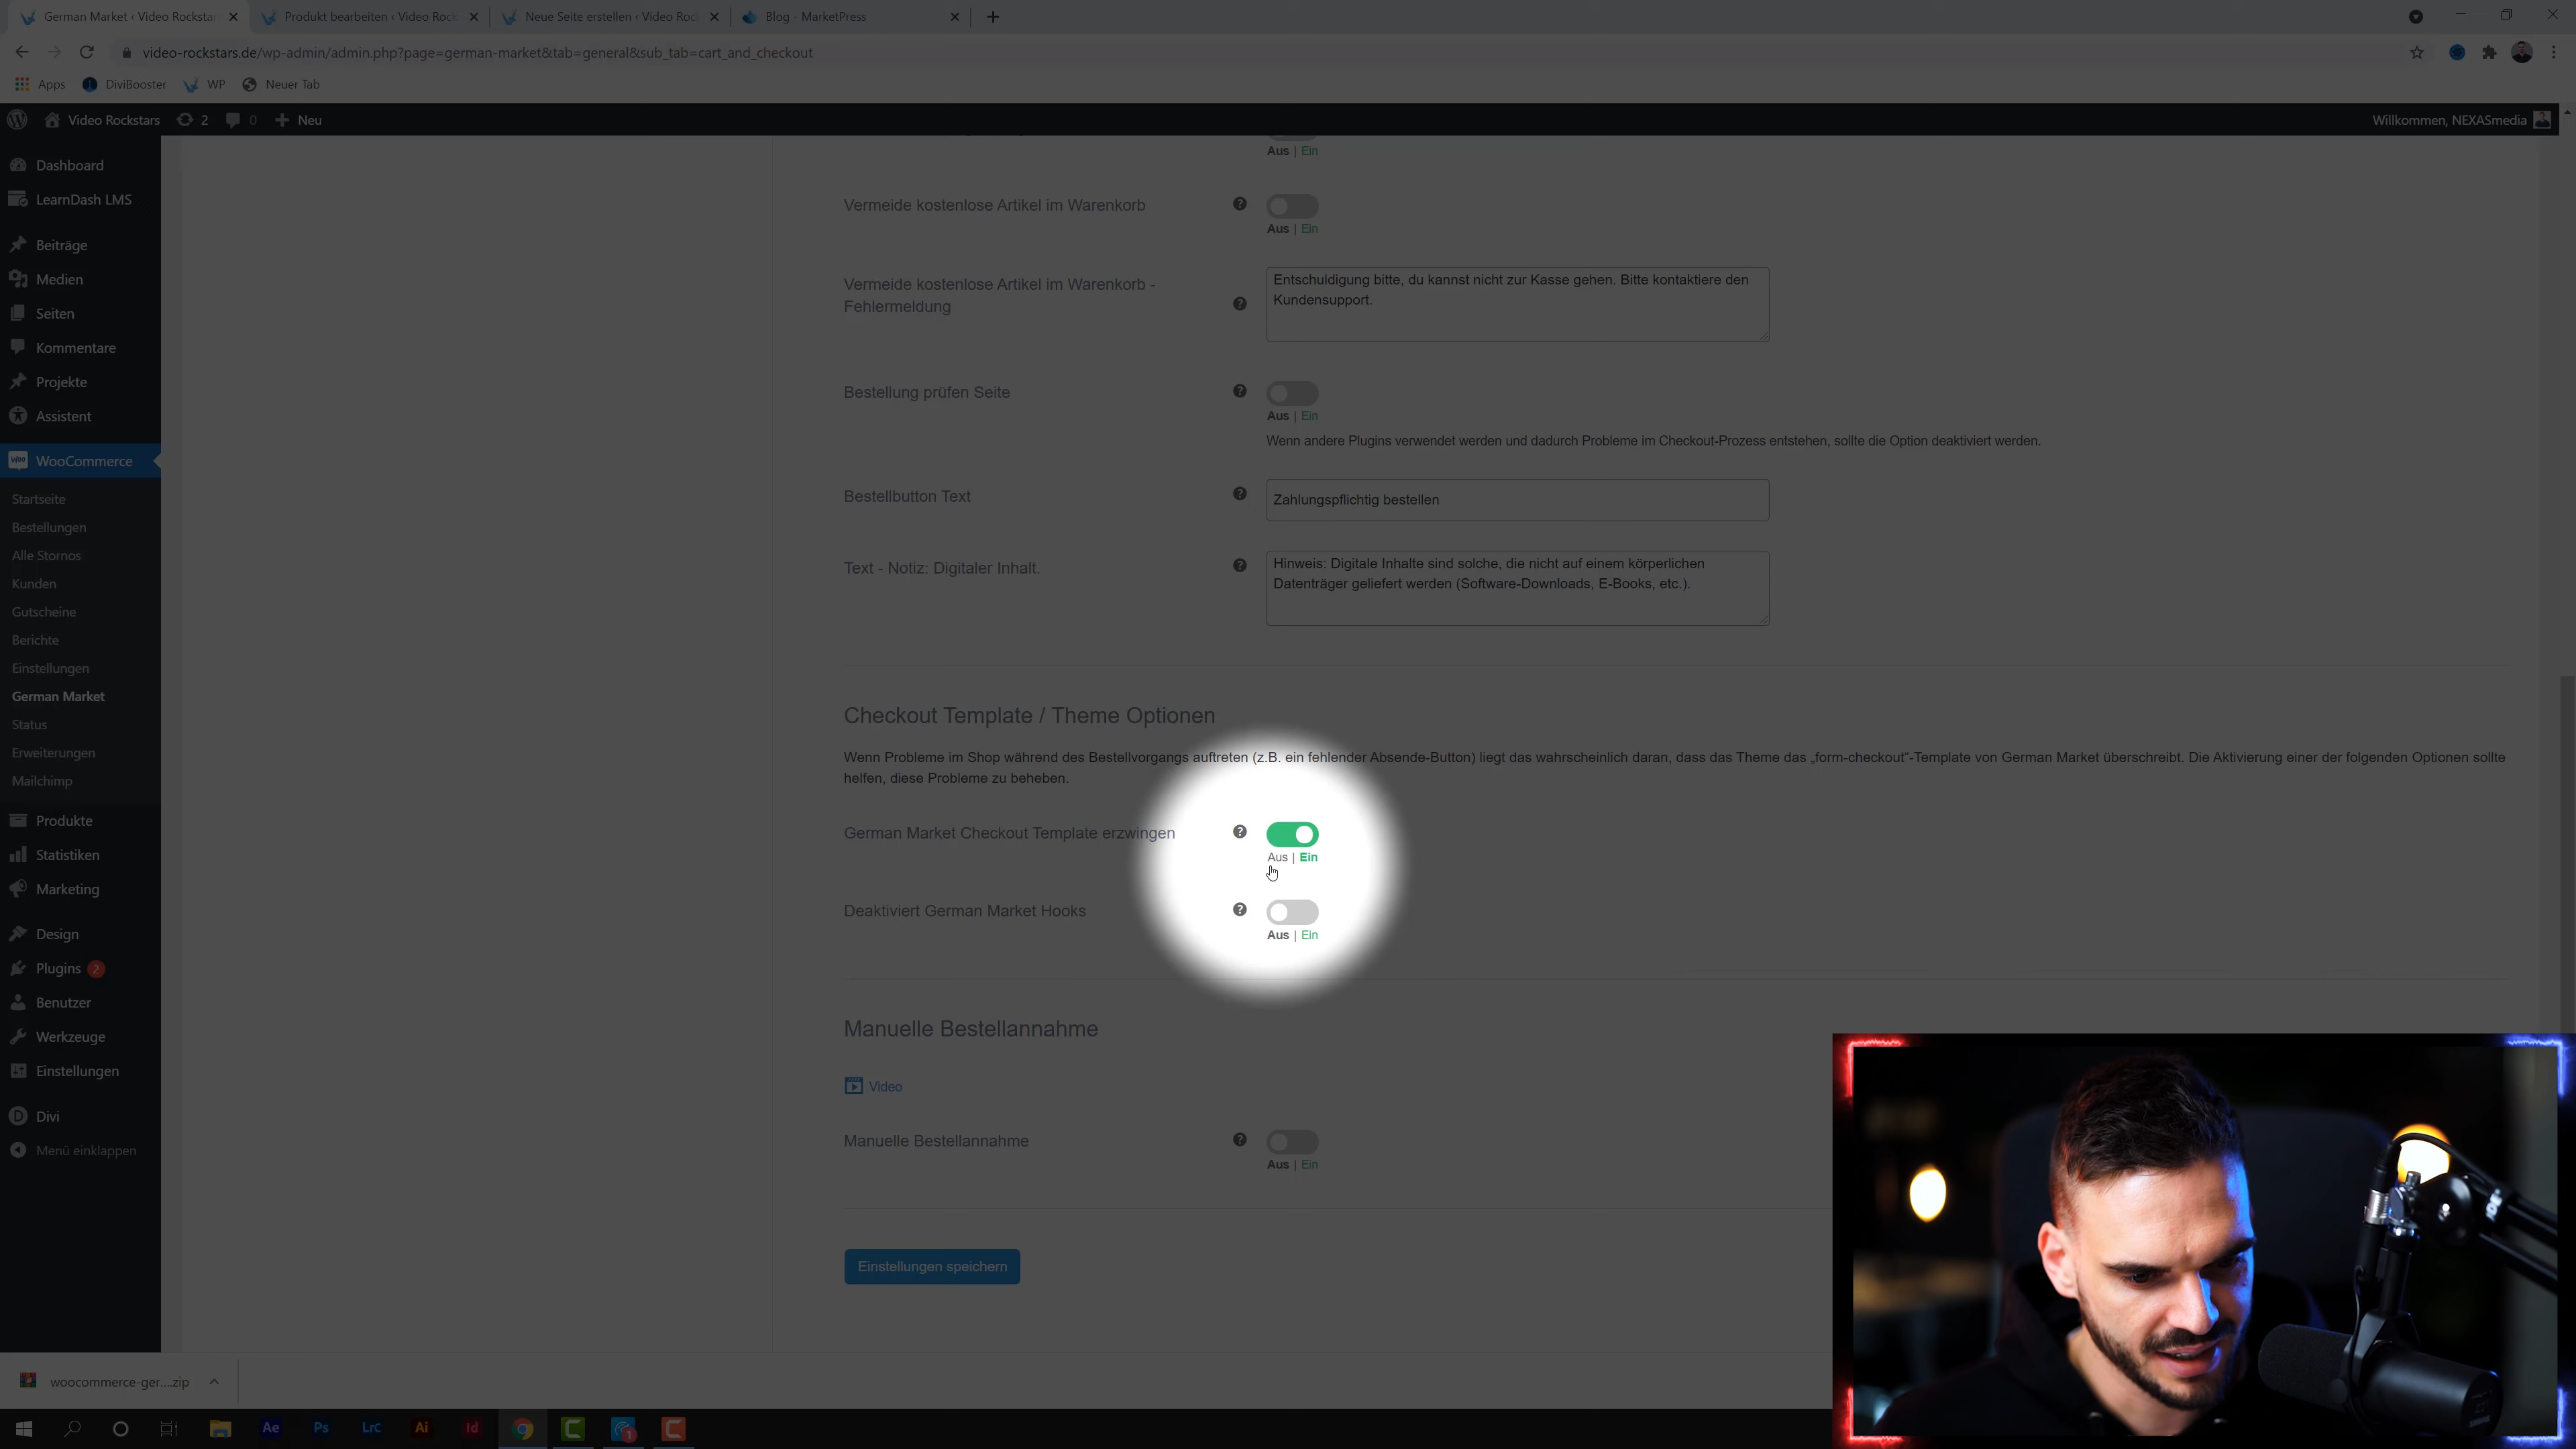 German Market ‹ Video Rockstar
Produkt bearbeiten ‹ Video Rock
Neue Seite erstellen ‹ Video Roc
Blog - MarketPress
video-rockstars.de/wp-admin/admin.php?page=german-market&tab=general&sub_tab=cart_and_checkout
Apps
DiviBooster
WP
Neuer Tab
Video Rockstars
2
0
Neu
Willkommen, NEXASmedia
Dashboard
LearnDash LMS
Beiträge
Medien
Seiten
Kommentare
Projekte
Assistent
WooCommerce
Startseite
Bestellungen
Alle Stornos
Kunden
Gutscheine
Berichte
Einstellungen
German Market
Status
Erweiterungen
Mailchimp
Produkte
Statistiken
Marketing
Design
Plugins 2
Benutzer
Werkzeuge
Einstellungen
Divi
Menü einklappen
Aus | Ein
Vermeide kostenlose Artikel im Warenkorb
Aus | Ein
Vermeide kostenlose Artikel im Warenkorb -
Fehlermeldung
Entschuldigung bitte, du kannst nicht zur Kasse gehen. Bitte kontaktiere den
Kundensupport.
Bestellung prüfen Seite
Aus | Ein
Wenn andere Plugins verwendet werden und dadurch Probleme im Checkout-Prozess entstehen, sollte die Option deaktiviert werden.
Bestellbutton Text
Zahlungspflichtig bestellen
Text - Notiz: Digitaler Inhalt.
Hinweis: Digitale Inhalte sind solche, die nicht auf einem körperlichen
Datenträger geliefert werden (Software-Downloads, E-Books, etc.).
Checkout Template / Theme Optionen
Wenn Probleme im Shop während des Bestellvorgangs auftreten (z.B. ein fehlender Absende-Button) liegt das wahrscheinlich daran, dass das Theme das „form-checkout“-Template von German Market überschreibt. Die Aktivierung einer der folgenden Optionen sollte
helfen, diese Probleme zu beheben.
German Market Checkout Template erzwingen
Aus | Ein
Deaktiviert German Market Hooks
Aus | Ein
Manuelle Bestellannahme
Video
Manuelle Bestellannahme
Aus | Ein
Einstellungen speichern
woocommerce-ger....zip
Ae
Ps
LrC
Ai
Id
1